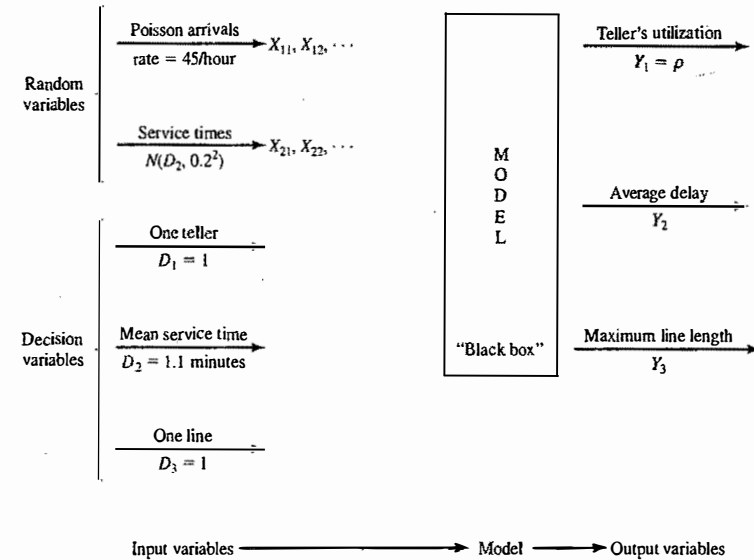 Random
variables
Poisson arrivals
rate = 45/hour
X₁₁, X₁₂, ···
Service times
N(D₂, 0.2²)
X₂₁, X₂₂, ···
Decision
variables
One teller
D₁ = 1
Mean service time
D₂ = 1.1 minutes
One line
D₃ = 1
M
O
D
E
L
"Black box"
Teller's utilization
Y₁ = ρ
Average delay
Y₂
Maximum line length
Y₃
Input variables
Model
Output variables